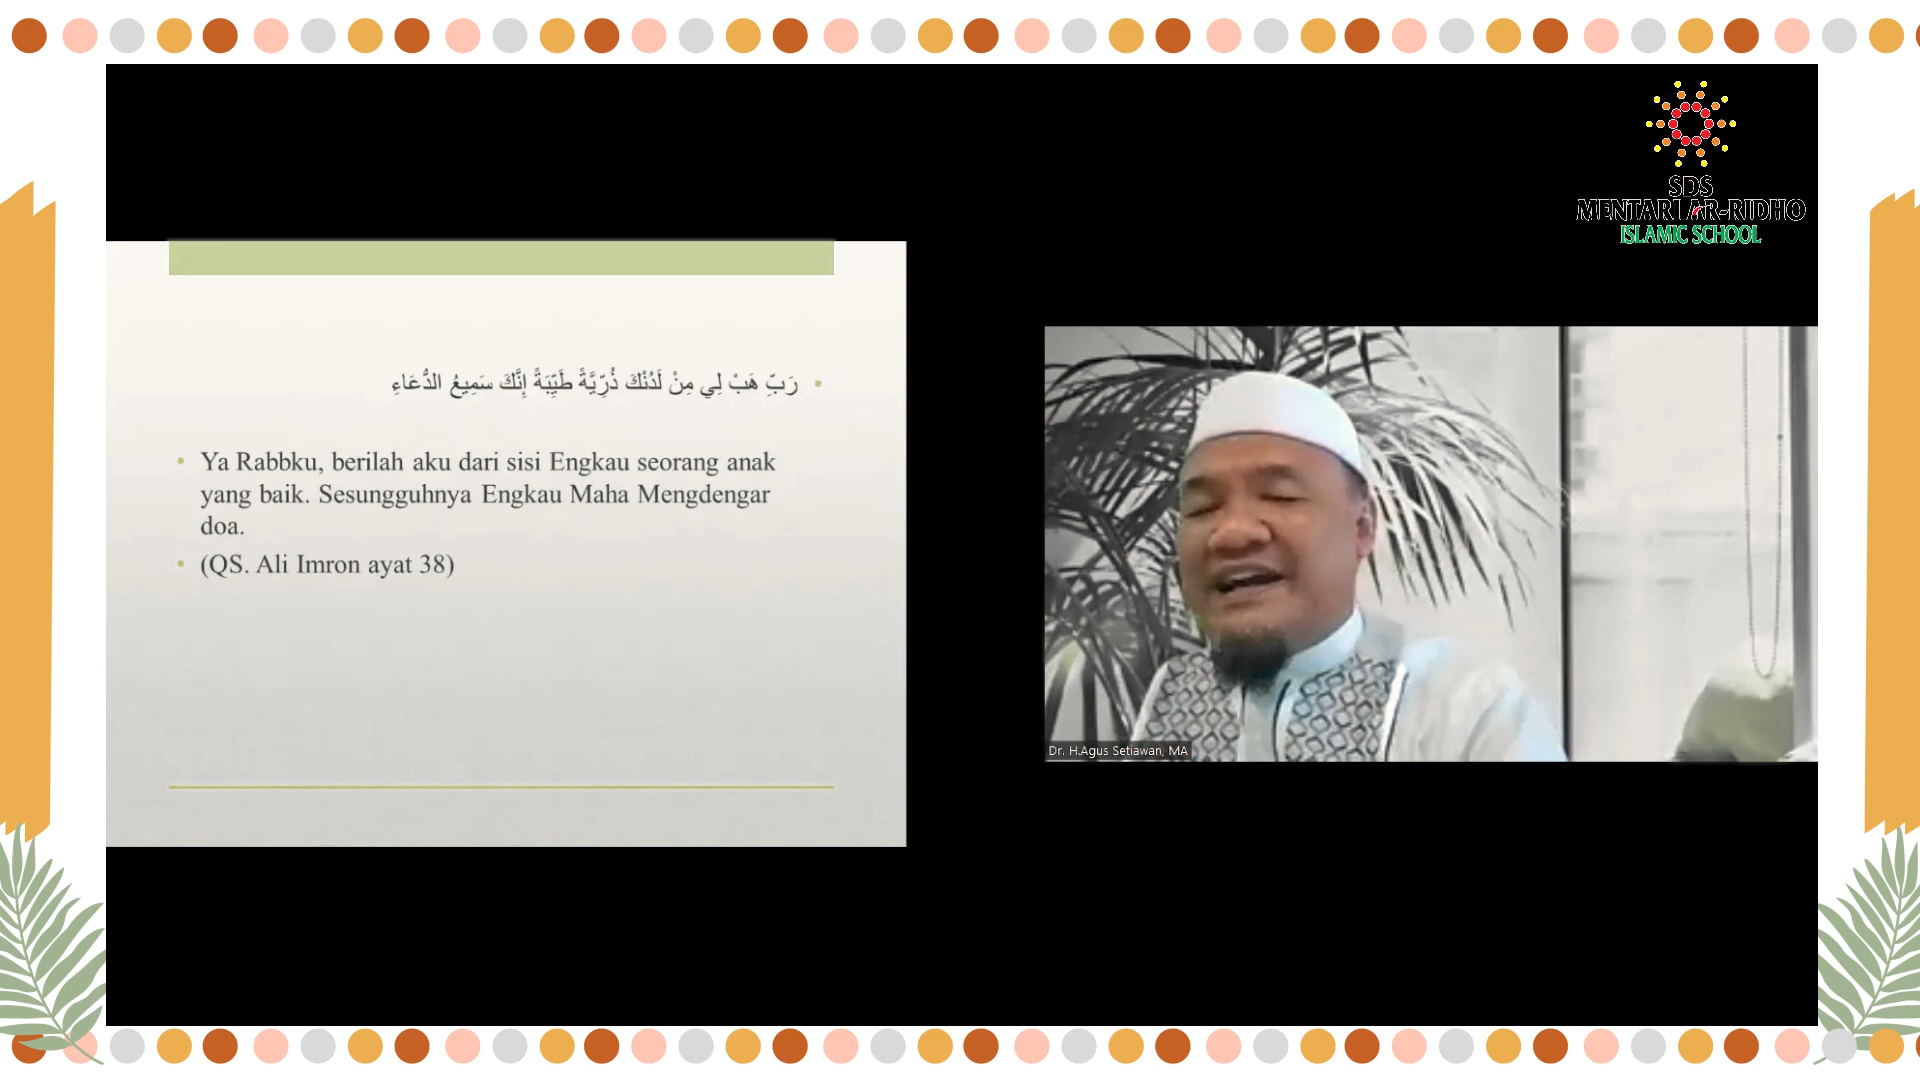 SDS
MENTARI AR-RIDHO
ISLAMIC SCHOOL
رَبِّ هَبْ لِي مِنْ لَدُنْكَ ذُرِّيَّةً طَيِّبَةً إِنَّكَ سَمِيعُ الدُّعَاءِ
Ya Rabbku, berilah aku dari sisi Engkau seorang anak
yang baik. Sesungguhnya Engkau Maha Mengdengar
doa.
(QS. Ali Imron ayat 38)
Dr. H.Agus Setiawan, MA